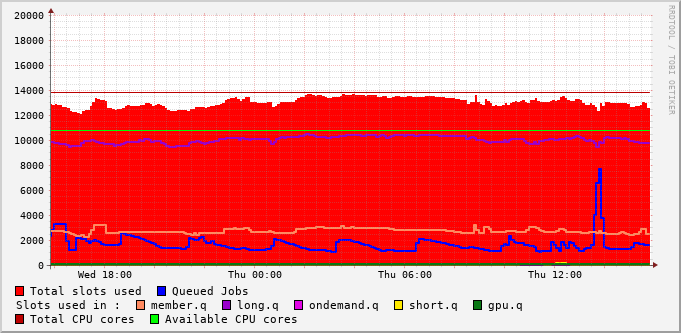 20000
18000
16000
14000
12000
10000
8000
6000
4000
2000
0
Wed 18:00 Thu 00:00 Thu 06:00 Thu 12:00
RRDTOOL / TOBI OETIKER
Total slots used Queued Jobs
Slots used in : member.q long.q ondemand.q short.q gpu.q
Total CPU cores Available CPU cores